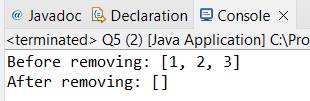 @ Javadoc Declaration Console
<terminated> Q5 (2) [Java Application] C:\Pro
Before removing: [1, 2, 3]
After removing: []